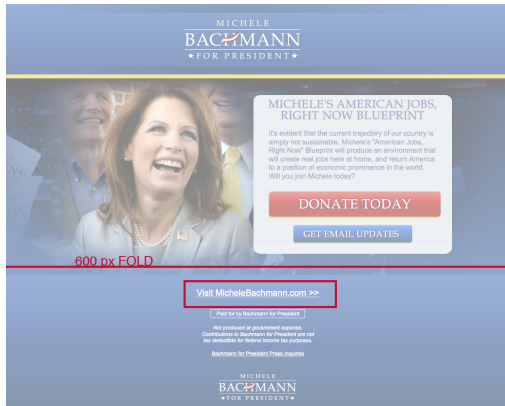 MICHELE
BACHMANN
★FOR PRESIDENT★
MICHELE'S AMERICAN JOBS,
RIGHT NOW BLUEPRINT
It's evident that the current trajectory of our country is
simply not sustainable. Michele's "American Jobs,
Right Now" Blueprint will produce an environment that
will create real jobs here at home, and return America
to a position of economic prominence in the world.
Will you join Michele today?
DONATE TODAY
GET EMAIL UPDATES
600 px FOLD
Visit MicheleBachmann.com >>
Paid for by Bachmann for President
Not produced at government expense.
Contributions to Bachmann for President are not
tax deductible for federal income tax purposes.
Bachmann for President Press Inquiries
MICHELE
BACHMANN
★FOR PRESIDENT★